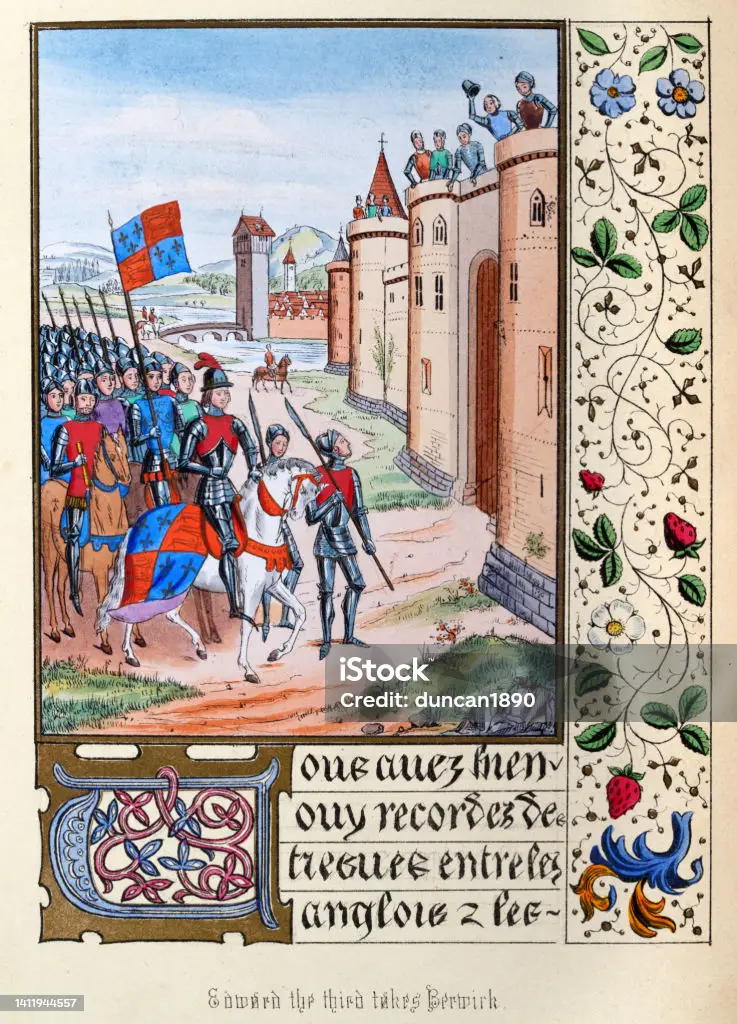 Vous auez bien
ouy recorder des
treues entre les
anglois z les-
iStock
Credit: duncan1890
Edward the third takes Berwick.
1411944557